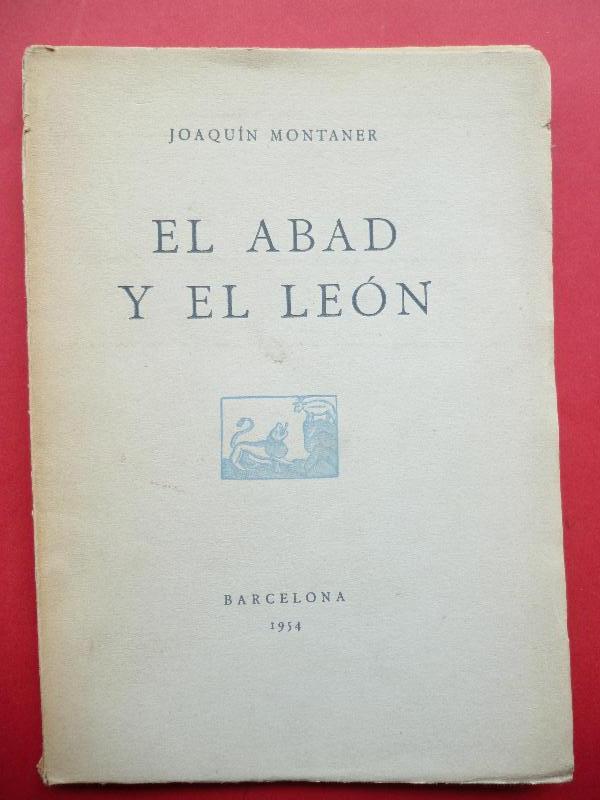 JOAQUÍN MONTANER
EL ABAD
Y EL LEÓN
BARCELONA
1954